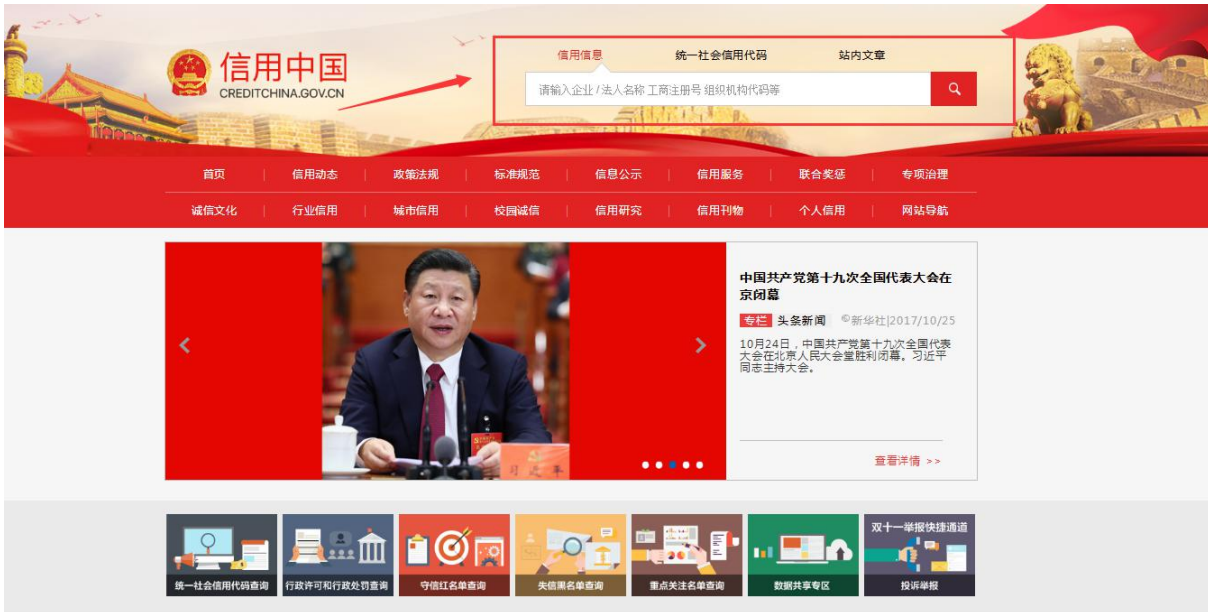 信用中国
CREDITCHINA.GOV.CN
信用信息 统一社会信用代码 站内文章
请输入企业/法人名称 工商注册号 组织机构代码等
首页 信用动态 政策法规 标准规范 信息公示 信用服务 联合奖惩 专项治理
诚信文化 行业信用 城市信用 校园诚信 信用研究 信用刊物 个人信用 网站导航
中国共产党第十九次全国代表大会在
京闭幕
专栏 头条新闻 ©新华社|2017/10/25
10月24日,中国共产党第十九次全国代表
大会在北京人民大会堂胜利闭幕。习近平
同志主持大会。
习近平
查看详情 >>
双十一举报快捷通道
统一社会信用代码查询 行政许可和行政处罚查询 守信红名单查询 失信黑名单查询 重点关注名单查询 数据共享专区 投诉举报